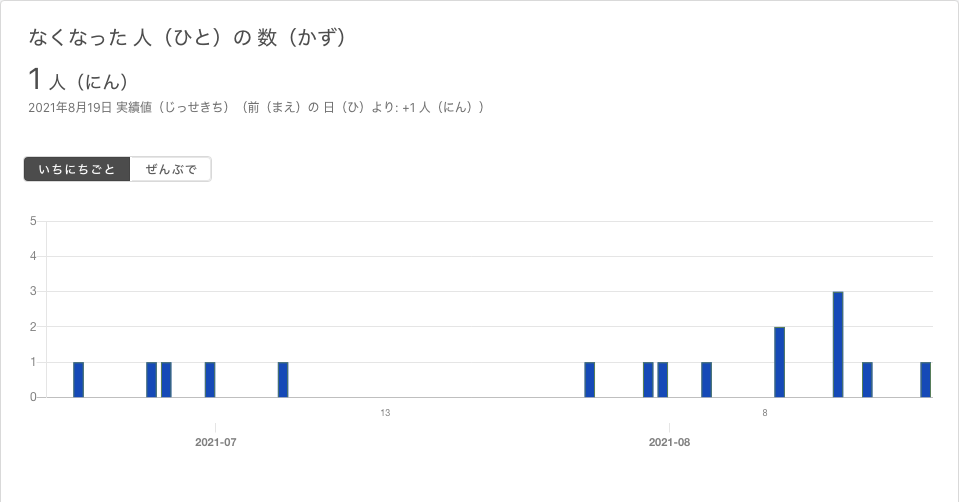 なくなった 人（ひと）の 数（かず）
1 人（にん）
2021年8月19日 実績値（じっせきち）（前（まえ）の 日（ひ）より: +1 人（にん））
いちにちごと ぜんぶで
5
4
3
2
1
0
13 8
2021-07 2021-08